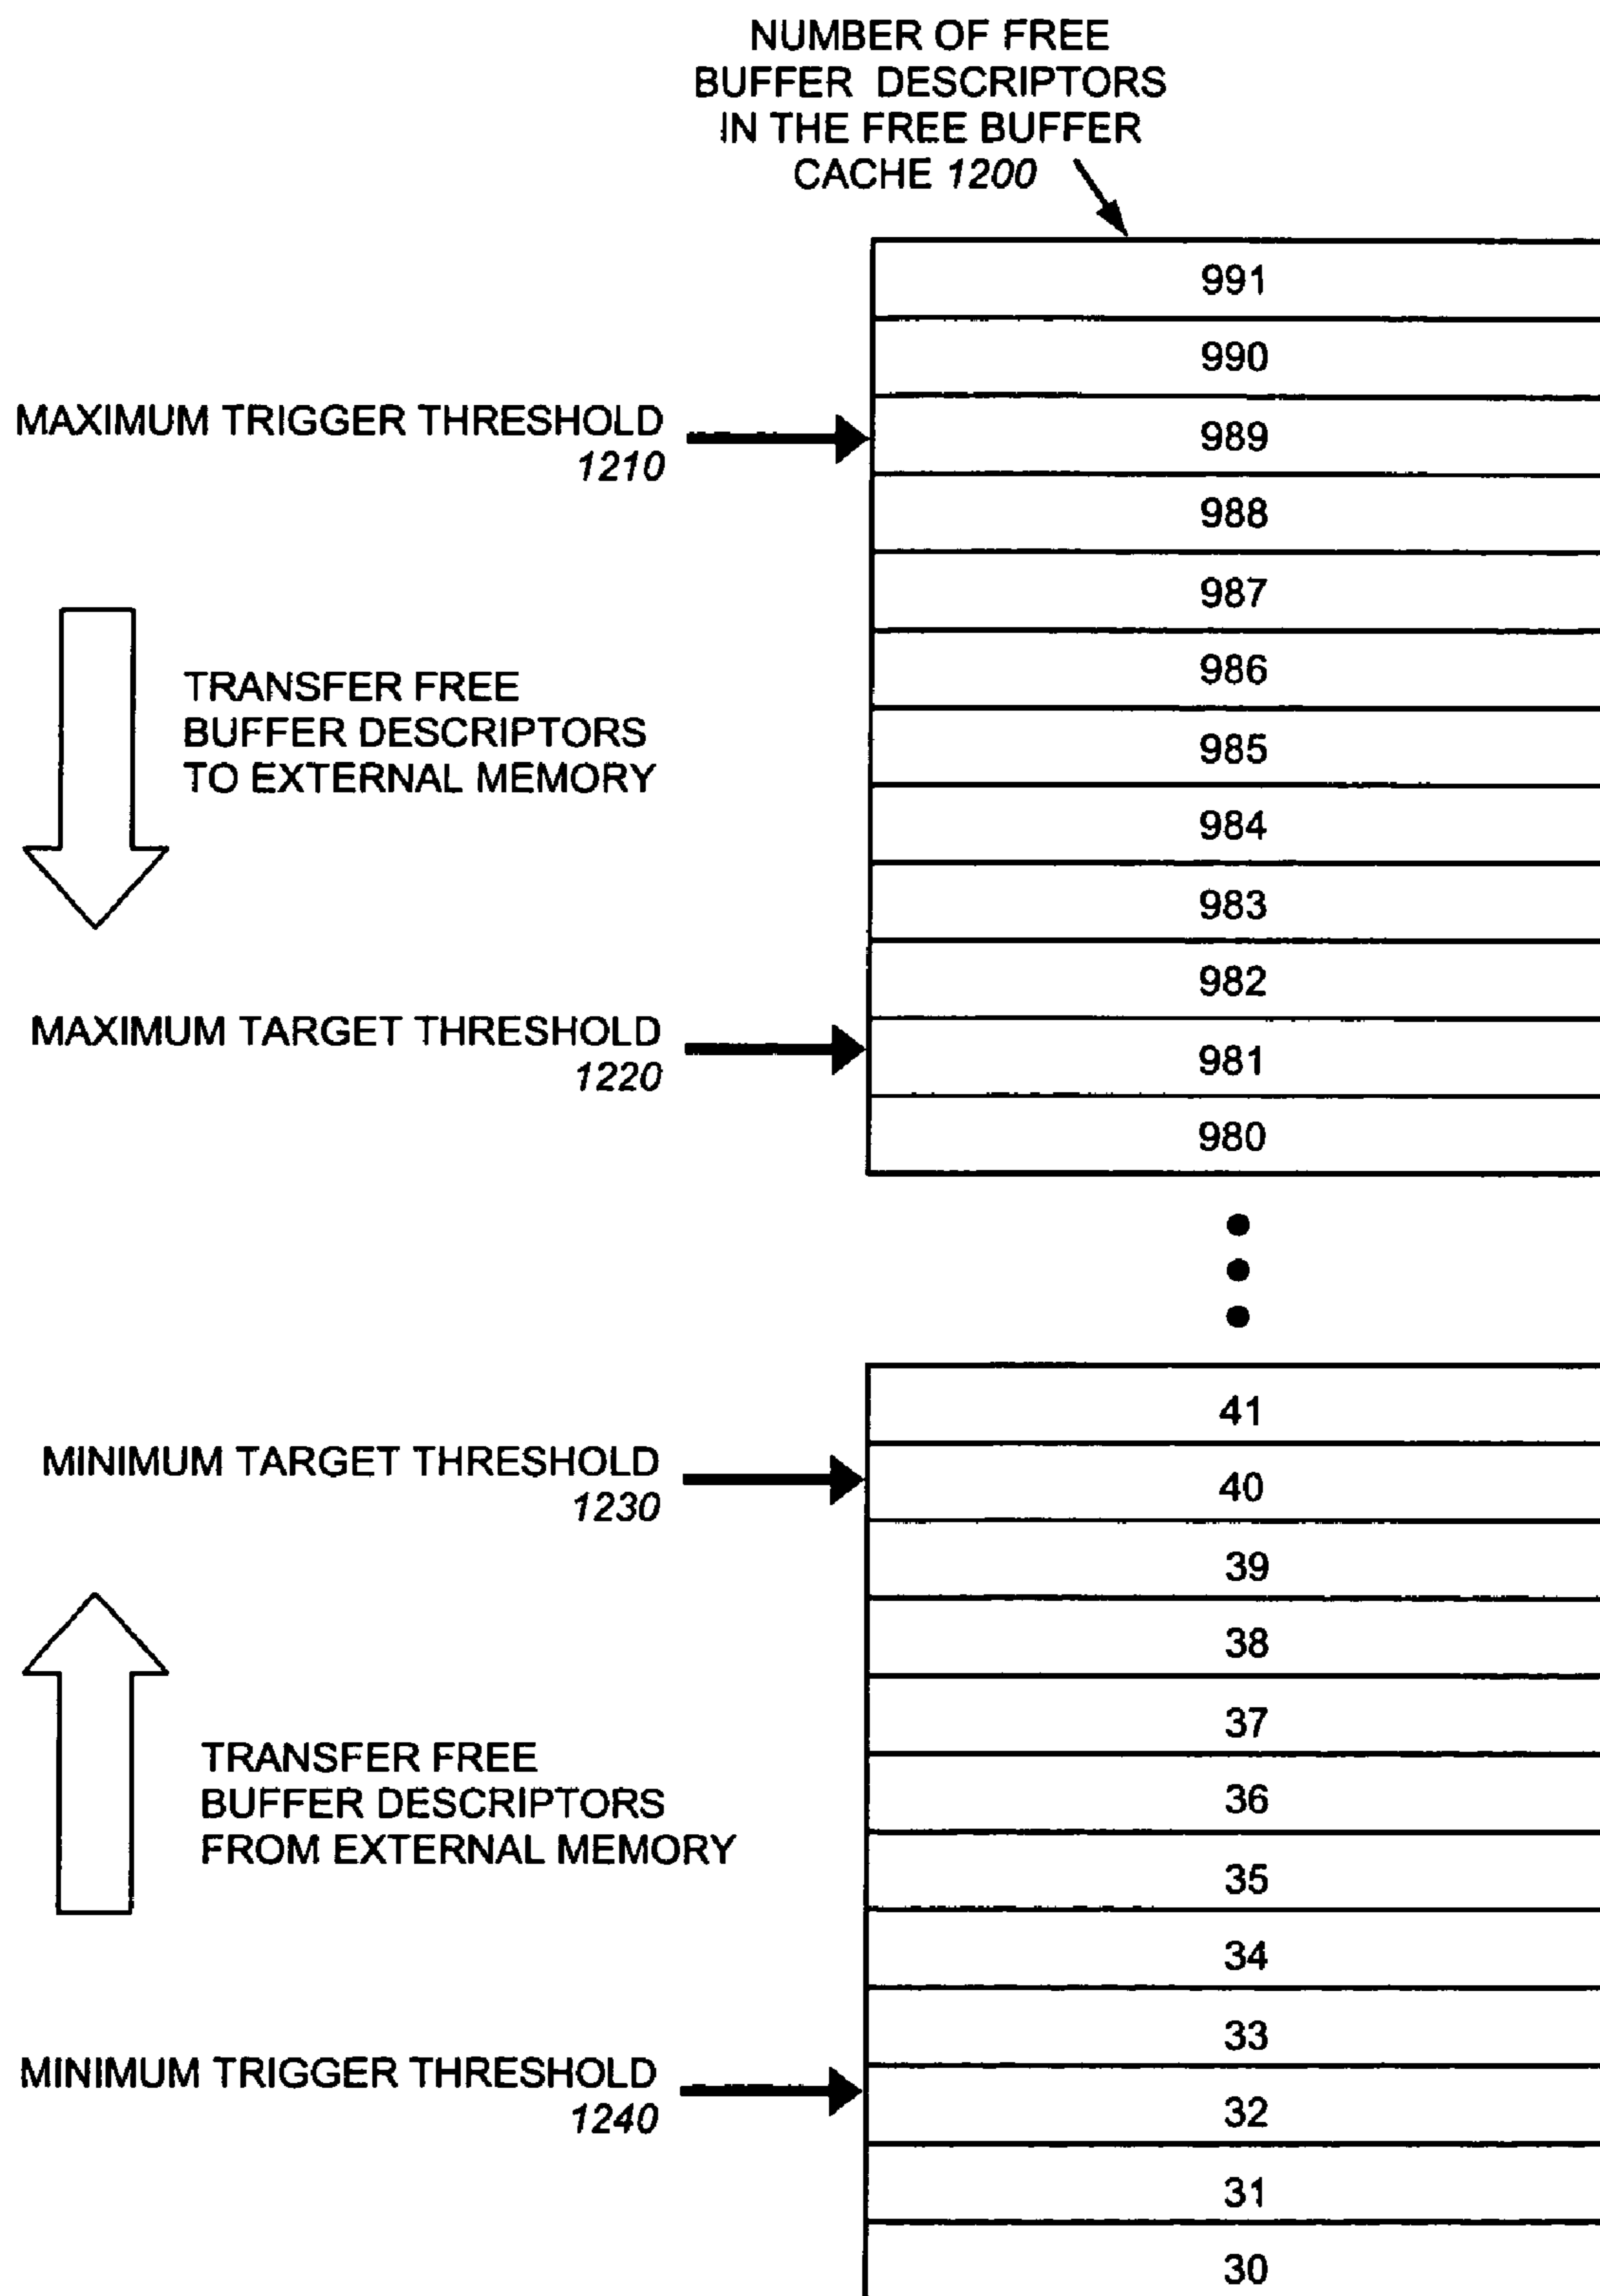 NUMBER OF FREE
BUFFER DESCRIPTORS
IN THE FREE BUFFER
CACHE 1200
991
990
MAXIMUM TRIGGER THRESHOLD
1210
989
988
987
986
TRANSFER FREE
BUFFER DESCRIPTORS
TO EXTERNAL MEMORY
985
984
983
982
MAXIMUM TARGET THRESHOLD
1220
981
980
41
MINIMUM TARGET THRESHOLD
1230
40
39
38
37
TRANSFER FREE
BUFFER DESCRIPTORS
FROM EXTERNAL MEMORY
36
35
34
33
MINIMUM TRIGGER THRESHOLD
1240
32
31
30